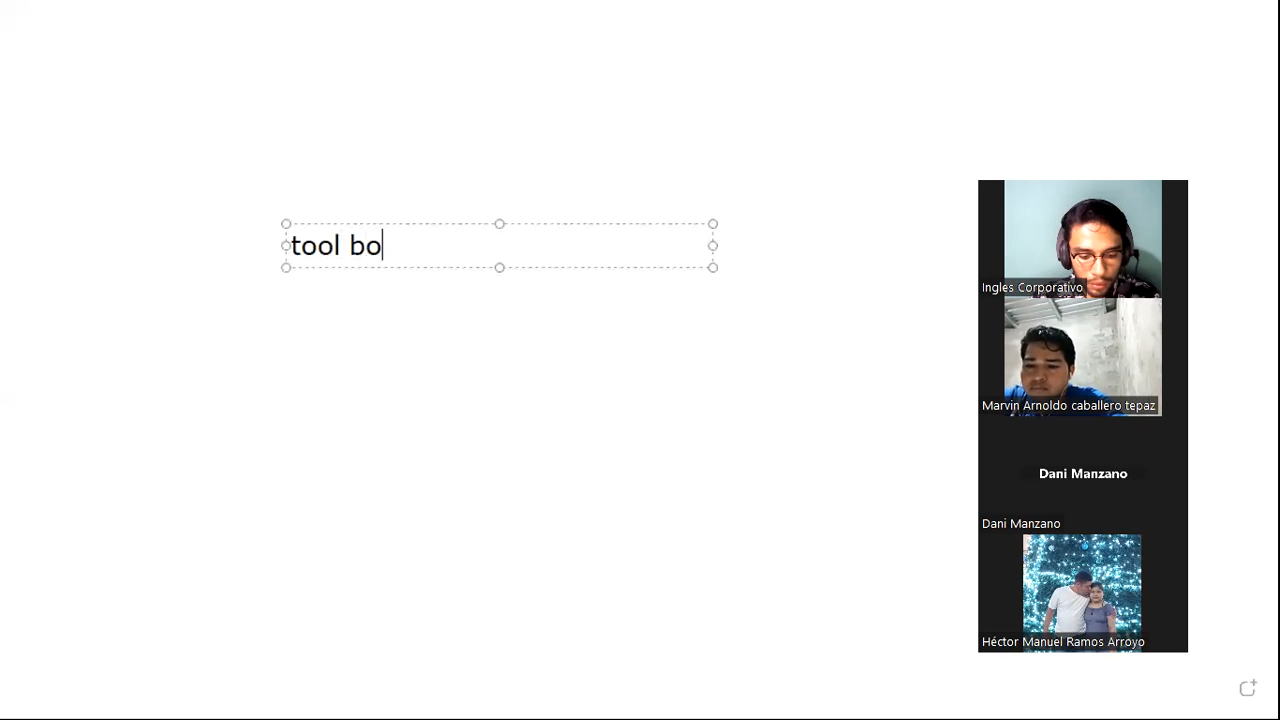 tool bo
Ingles Corporativo
Marvin Arnoldo caballero tepaz
Dani Manzano
Dani Manzano
Héctor Manuel Ramos Arroyo